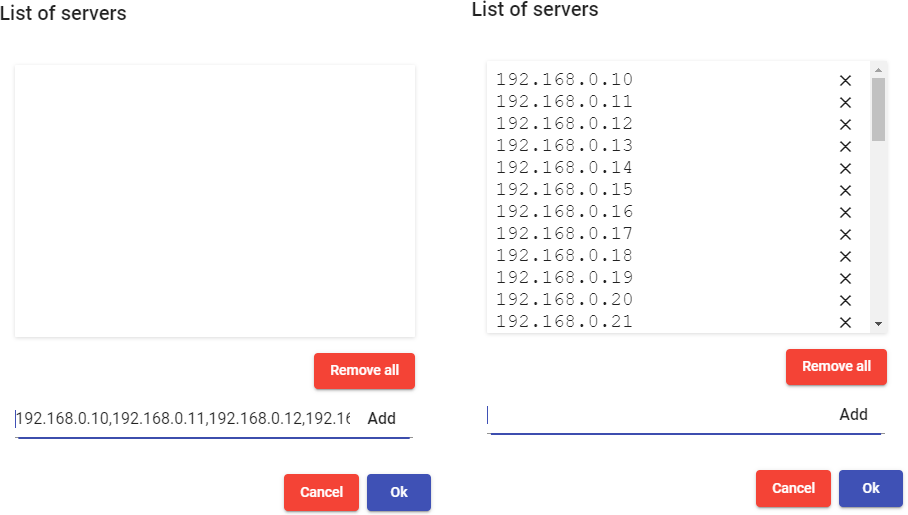 List of servers
Remove all
192.168.0.10,192.168.0.11,192.168.0.12,192.16 Add
Cancel Ok
List of servers
192.168.0.10 ×
192.168.0.11 ×
192.168.0.12 ×
192.168.0.13 ×
192.168.0.14 ×
192.168.0.15 ×
192.168.0.16 ×
192.168.0.17 ×
192.168.0.18 ×
192.168.0.19 ×
192.168.0.20 ×
192.168.0.21 ×
Remove all
Add
Cancel Ok